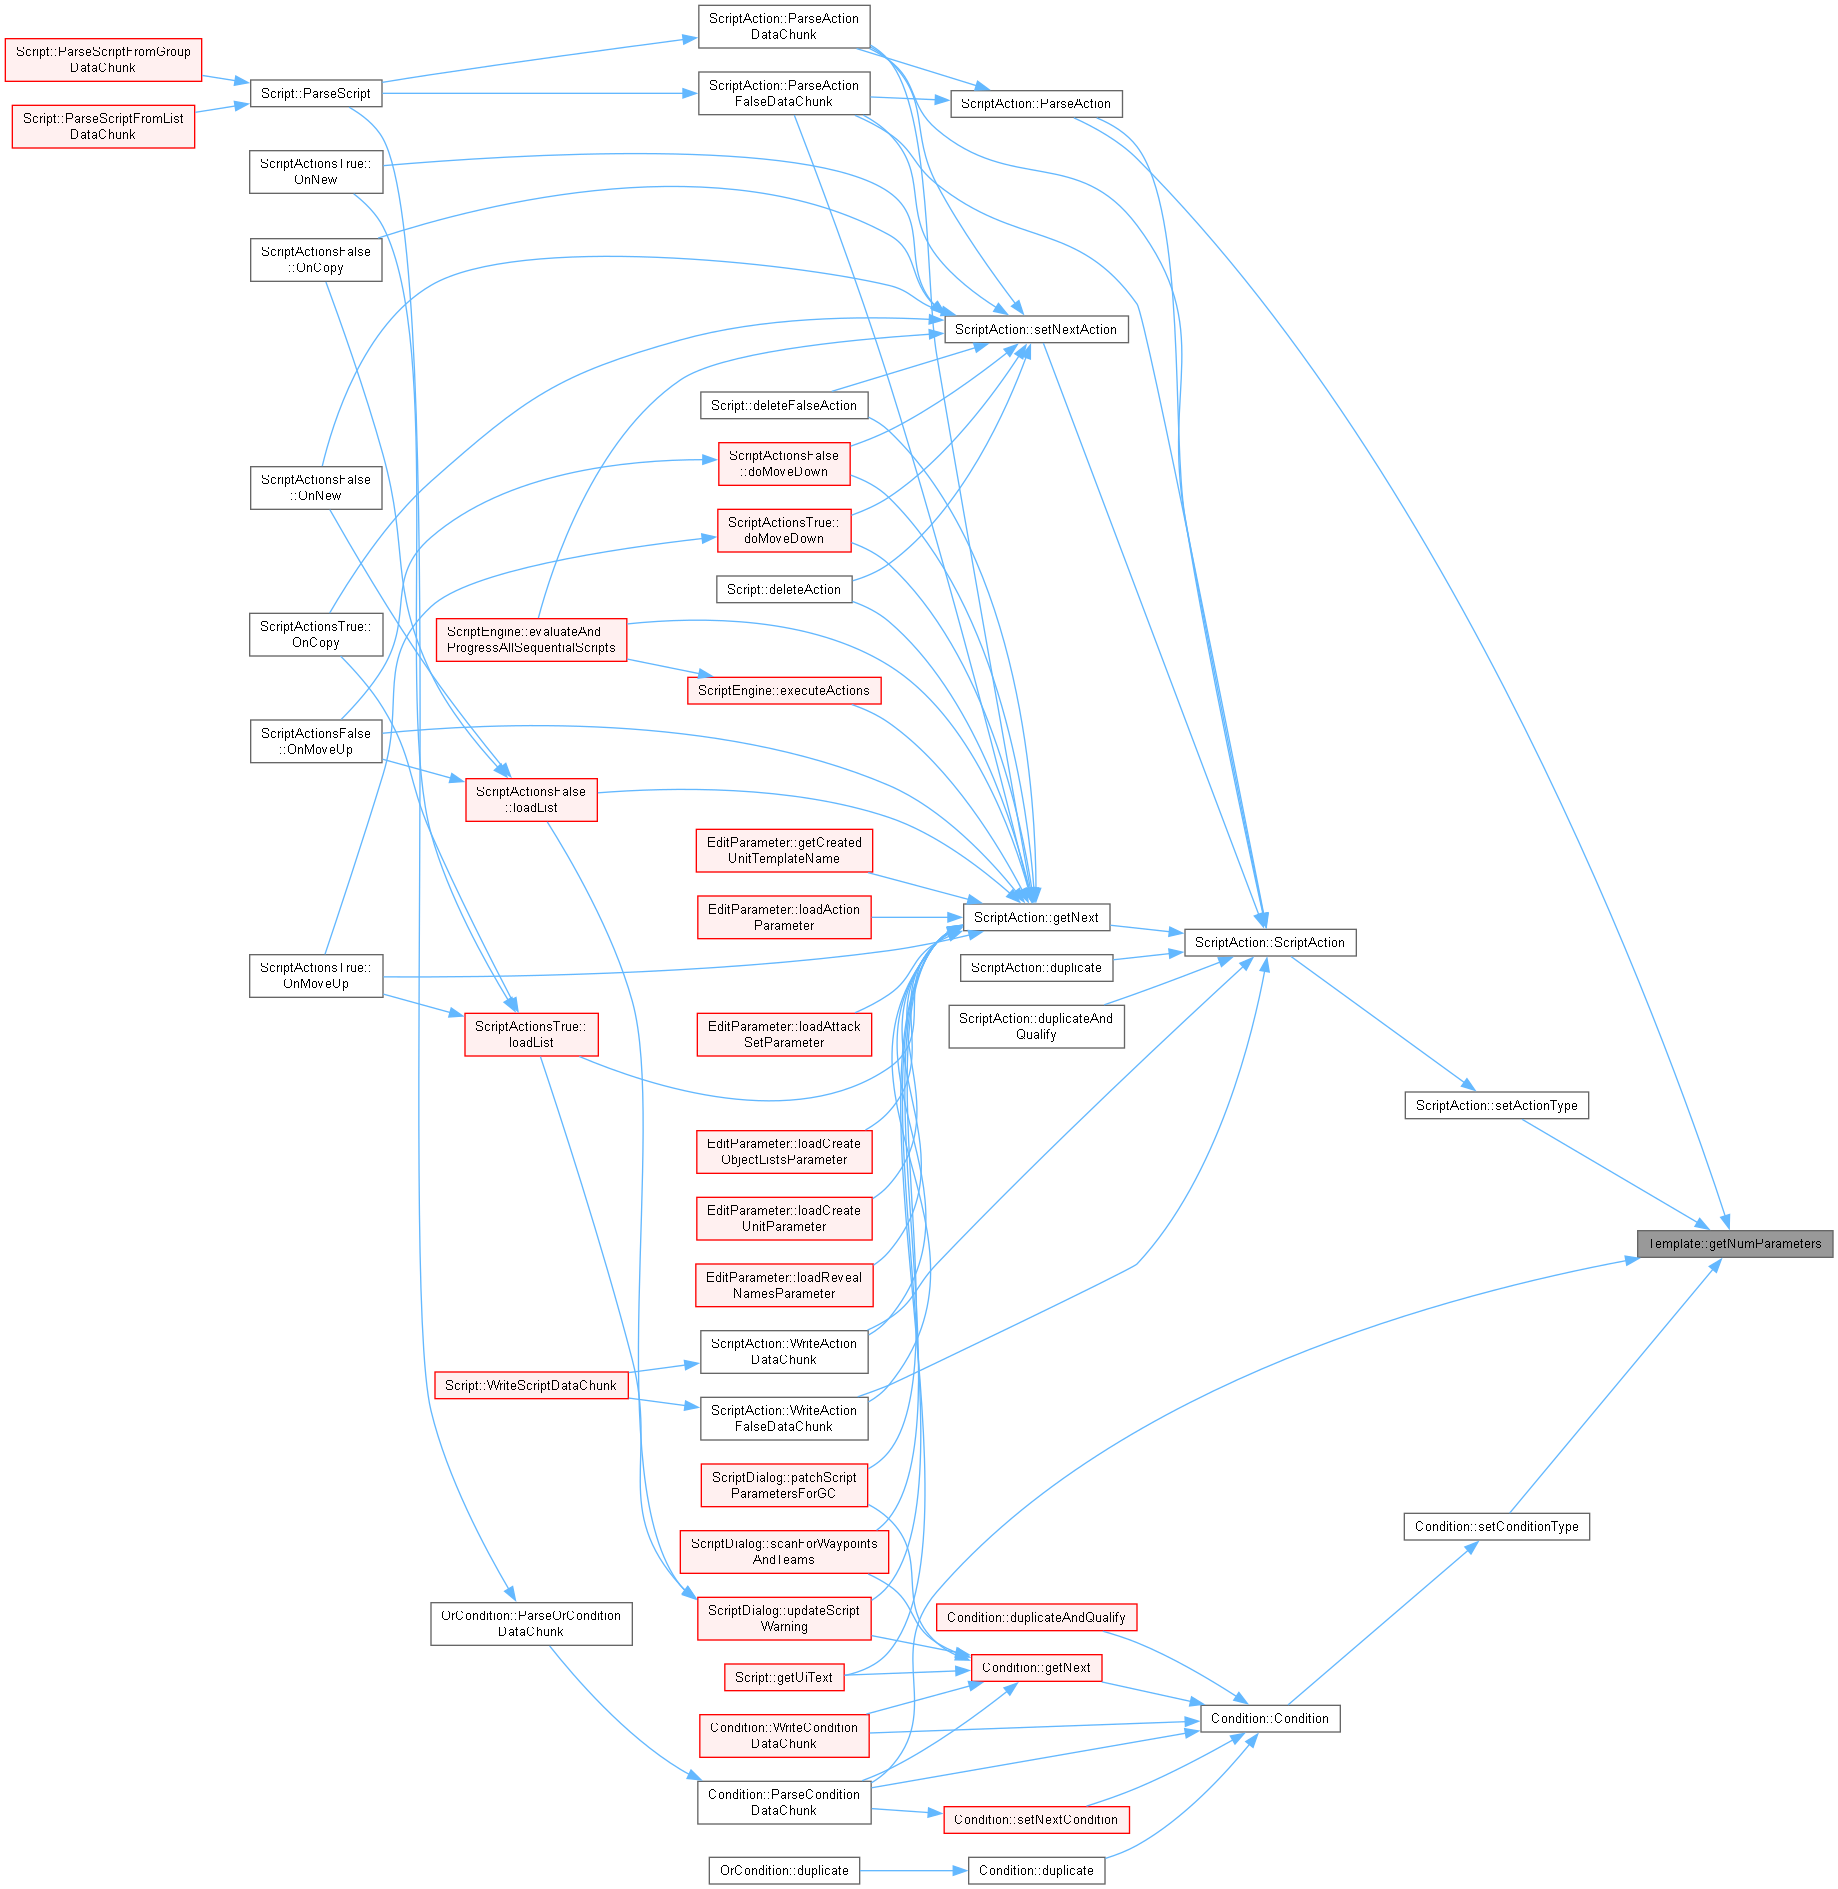 ScriptAction::ParseAction
DataChunk
Script::ParseScriptFromGroup
DataChunk
Script::ParseScript
ScriptAction::ParseAction
FalseDataChunk
ScriptAction::ParseAction
Script::ParseScriptFromList
DataChunk
ScriptActionsTrue::
OnNew
ScriptActionsFalse
::OnCopy
ScriptAction::setNextAction
Script::deleteFalseAction
ScriptActionsFalse
::doMoveDown
ScriptActionsFalse
::OnNew
ScriptActionsTrue::
doMoveDown
Script::deleteAction
ScriptActionsTrue::
OnCopy
ScriptEngine::evaluateAnd
ProgressAllSequentialScripts
ScriptEngine::executeActions
ScriptActionsFalse
::OnMoveUp
ScriptActionsFalse
::loadList
EditParameter::getCreated
UnitTemplateName
EditParameter::loadAction
Parameter
ScriptAction::getNext
ScriptAction::ScriptAction
ScriptAction::duplicate
ScriptActionsTrue::
OnMoveUp
ScriptAction::duplicateAnd
Qualify
ScriptActionsTrue::
loadList
EditParameter::loadAttack
SetParameter
ScriptAction::setActionType
EditParameter::loadCreate
ObjectListsParameter
EditParameter::loadCreate
UnitParameter
Template::getNumParameters
EditParameter::loadReveal
NamesParameter
ScriptAction::WriteAction
DataChunk
Script::WriteScriptDataChunk
ScriptAction::WriteAction
FalseDataChunk
ScriptDialog::patchScript
ParametersForGC
Condition::setConditionType
ScriptDialog::scanForWaypoints
AndTeams
OrCondition::ParseOrCondition
DataChunk
ScriptDialog::updateScript
Warning
Condition::duplicateAndQualify
Script::getUiText
Condition::getNext
Condition::WriteCondition
DataChunk
Condition::Condition
Condition::ParseCondition
DataChunk
Condition::setNextCondition
OrCondition::duplicate
Condition::duplicate